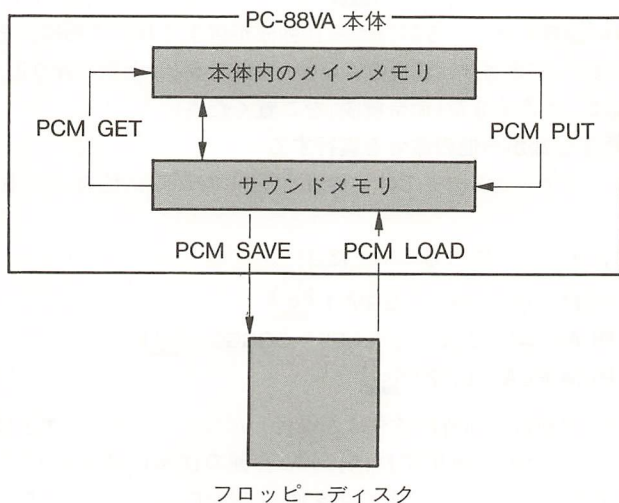 PC-88VA 本体
本体内のメインメモリ
PCM GET
PCM PUT
サウンドメモリ
PCM SAVE
PCM LOAD
フロッピーディスク